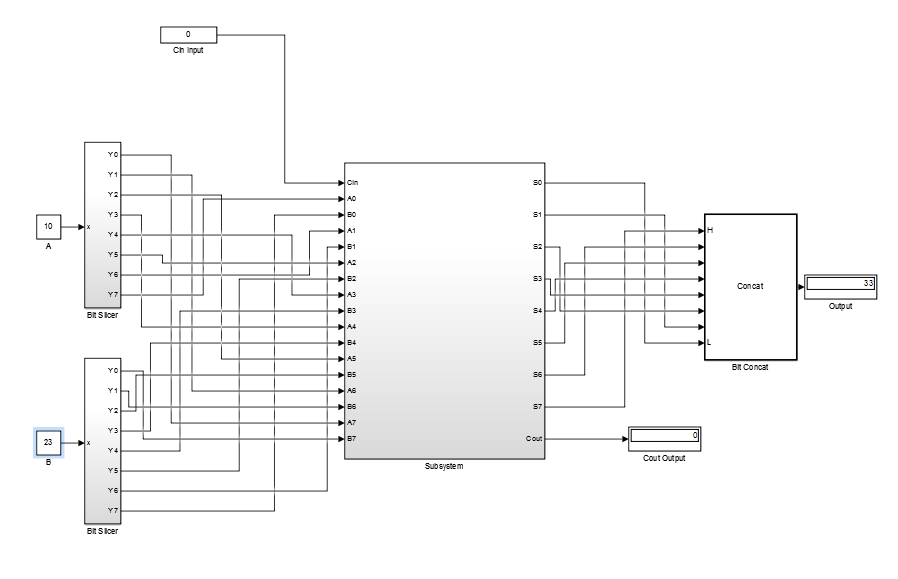 0
Cin Input
10
A
x
Y0
Y1
Y2
Y3
Y4
Y5
Y6
Y7
Bit Slicer
23
B
x
Y0
Y1
Y2
Y3
Y4
Y5
Y6
Y7
Bit Slicer
Cin
A0
B0
A1
B1
A2
B2
A3
B3
A4
B4
A5
B5
A6
B6
A7
B7
S0
S1
S2
S3
S4
S5
S6
S7
Cout
Subsystem
H
L
Concat
Bit Concat
33
Output
0
Cout Output